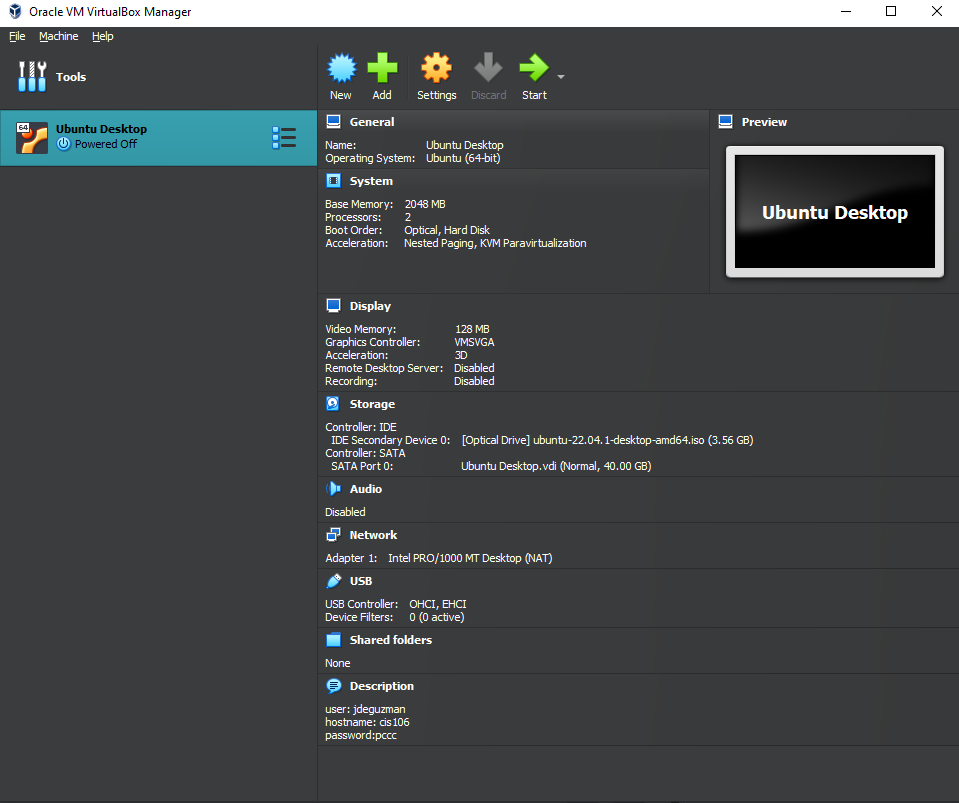 Oracle VM VirtualBox Manager
File Machine Help
Tools
New Add Settings Discard Start
64
Ubuntu Desktop
Powered Off
General
Name: Ubuntu Desktop
Operating System: Ubuntu (64-bit)
Preview
Ubuntu Desktop
System
Base Memory: 2048 MB
Processors: 2
Boot Order: Optical, Hard Disk
Acceleration: Nested Paging, KVM Paravirtualization
Display
Video Memory: 128 MB
Graphics Controller: VMSVGA
Acceleration: 3D
Remote Desktop Server: Disabled
Recording: Disabled
Storage
Controller: IDE
IDE Secondary Device 0: [Optical Drive] ubuntu-22.04.1-desktop-amd64.iso (3.56 GB)
Controller: SATA
SATA Port 0: Ubuntu Desktop.vdi (Normal, 40.00 GB)
Audio
Disabled
Network
Adapter 1: Intel PRO/1000 MT Desktop (NAT)
USB
USB Controller: OHCI, EHCI
Device Filters: 0 (0 active)
Shared folders
None
Description
user: jdeguzman
hostname: cis106
password:pccc